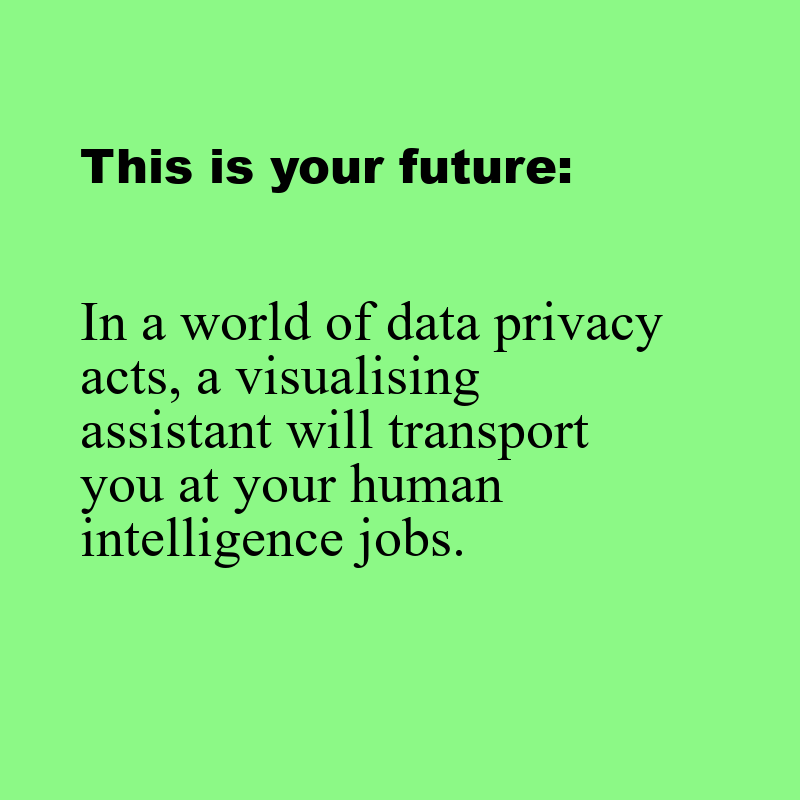 This is your future:
In a world of data privacy
acts, a visualising
assistant will transport
you at your human
intelligence jobs.